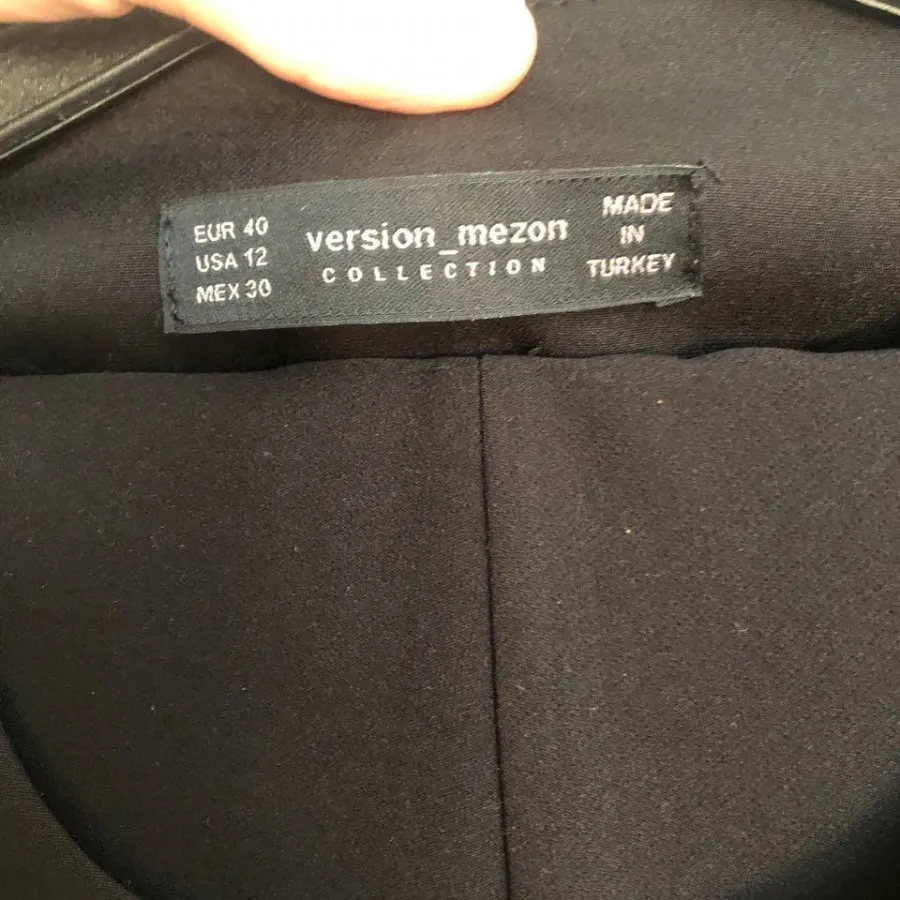 EUR 40
USA 12
MEX 30
version_mezon
COLLECTION
MADE
IN
TURKEY